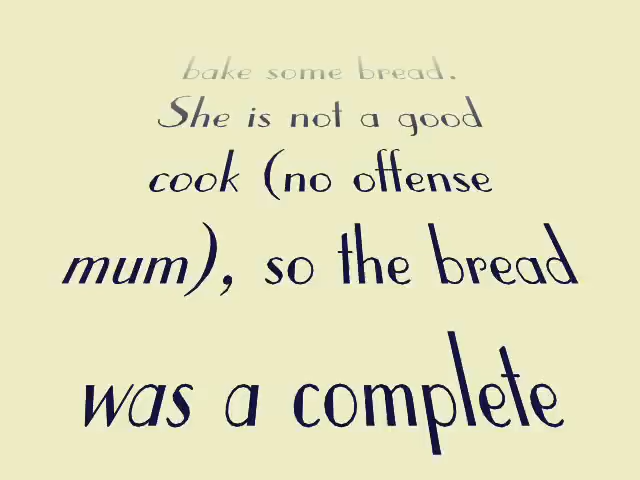 bake some bread.
She is not a good
cook (no offense
mum), so the bread
was a complete